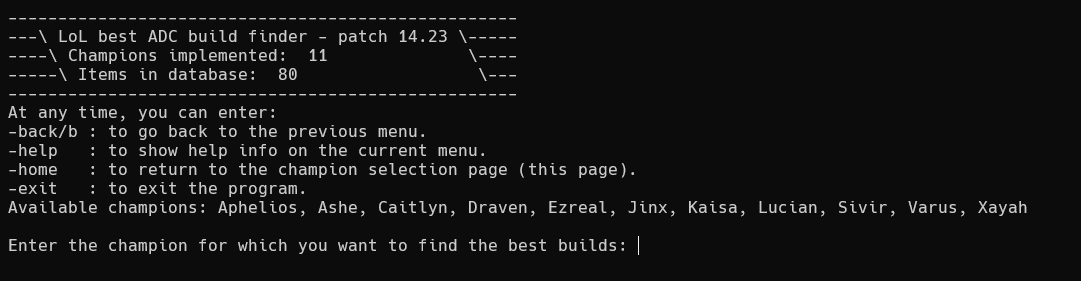 ---------------------------------------------------
---\ LoL best ADC build finder - patch 14.23 \-----
----\ Champions implemented:  11              \----
-----\ Items in database:  80                  \---
---------------------------------------------------
At any time, you can enter:
-back/b : to go back to the previous menu.
-help   : to show help info on the current menu.
-home   : to return to the champion selection page (this page).
-exit   : to exit the program.
Available champions: Aphelios, Ashe, Caitlyn, Draven, Ezreal, Jinx, Kaisa, Lucian, Sivir, Varus, Xayah
Enter the champion for which you want to find the best builds: